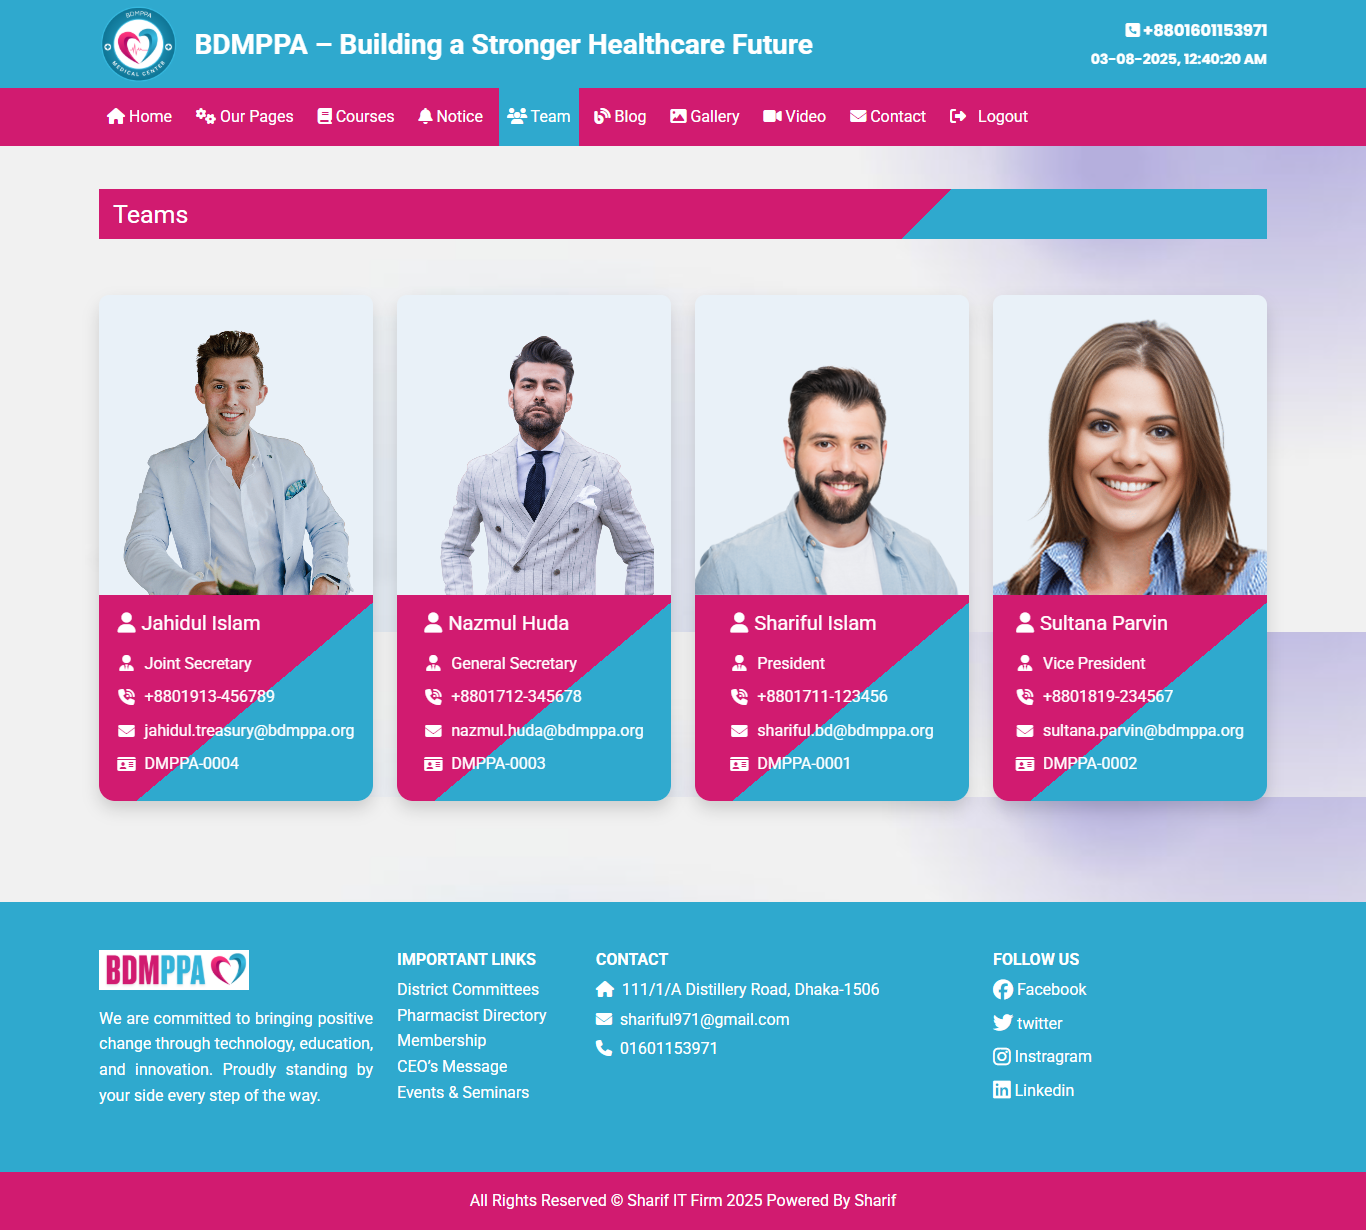 BDMPPA
MEDICAL CENTER
BDMPPA – Building a Stronger Healthcare Future
+8801601153971
03-08-2025, 12:40:20 AM
Home Our Pages Courses Notice Team Blog Gallery Video Contact Logout
Teams
Jahidul Islam
Joint Secretary
+8801913-456789
jahidul.treasury@bdmppa.org
DMPPA-0004
Nazmul Huda
General Secretary
+8801712-345678
nazmul.huda@bdmppa.org
DMPPA-0003
Shariful Islam
President
+8801711-123456
shariful.bd@bdmppa.org
DMPPA-0001
Sultana Parvin
Vice President
+8801819-234567
sultana.parvin@bdmppa.org
DMPPA-0002
BDMPPA
We are committed to bringing positive
change through technology, education,
and innovation. Proudly standing by
your side every step of the way.
IMPORTANT LINKS
District Committees
Pharmacist Directory
Membership
CEO’s Message
Events & Seminars
CONTACT
111/1/A Distillery Road, Dhaka-1506
shariful971@gmail.com
01601153971
FOLLOW US
Facebook
twitter
Instragram
Linkedin
All Rights Reserved © Sharif IT Firm 2025 Powered By Sharif